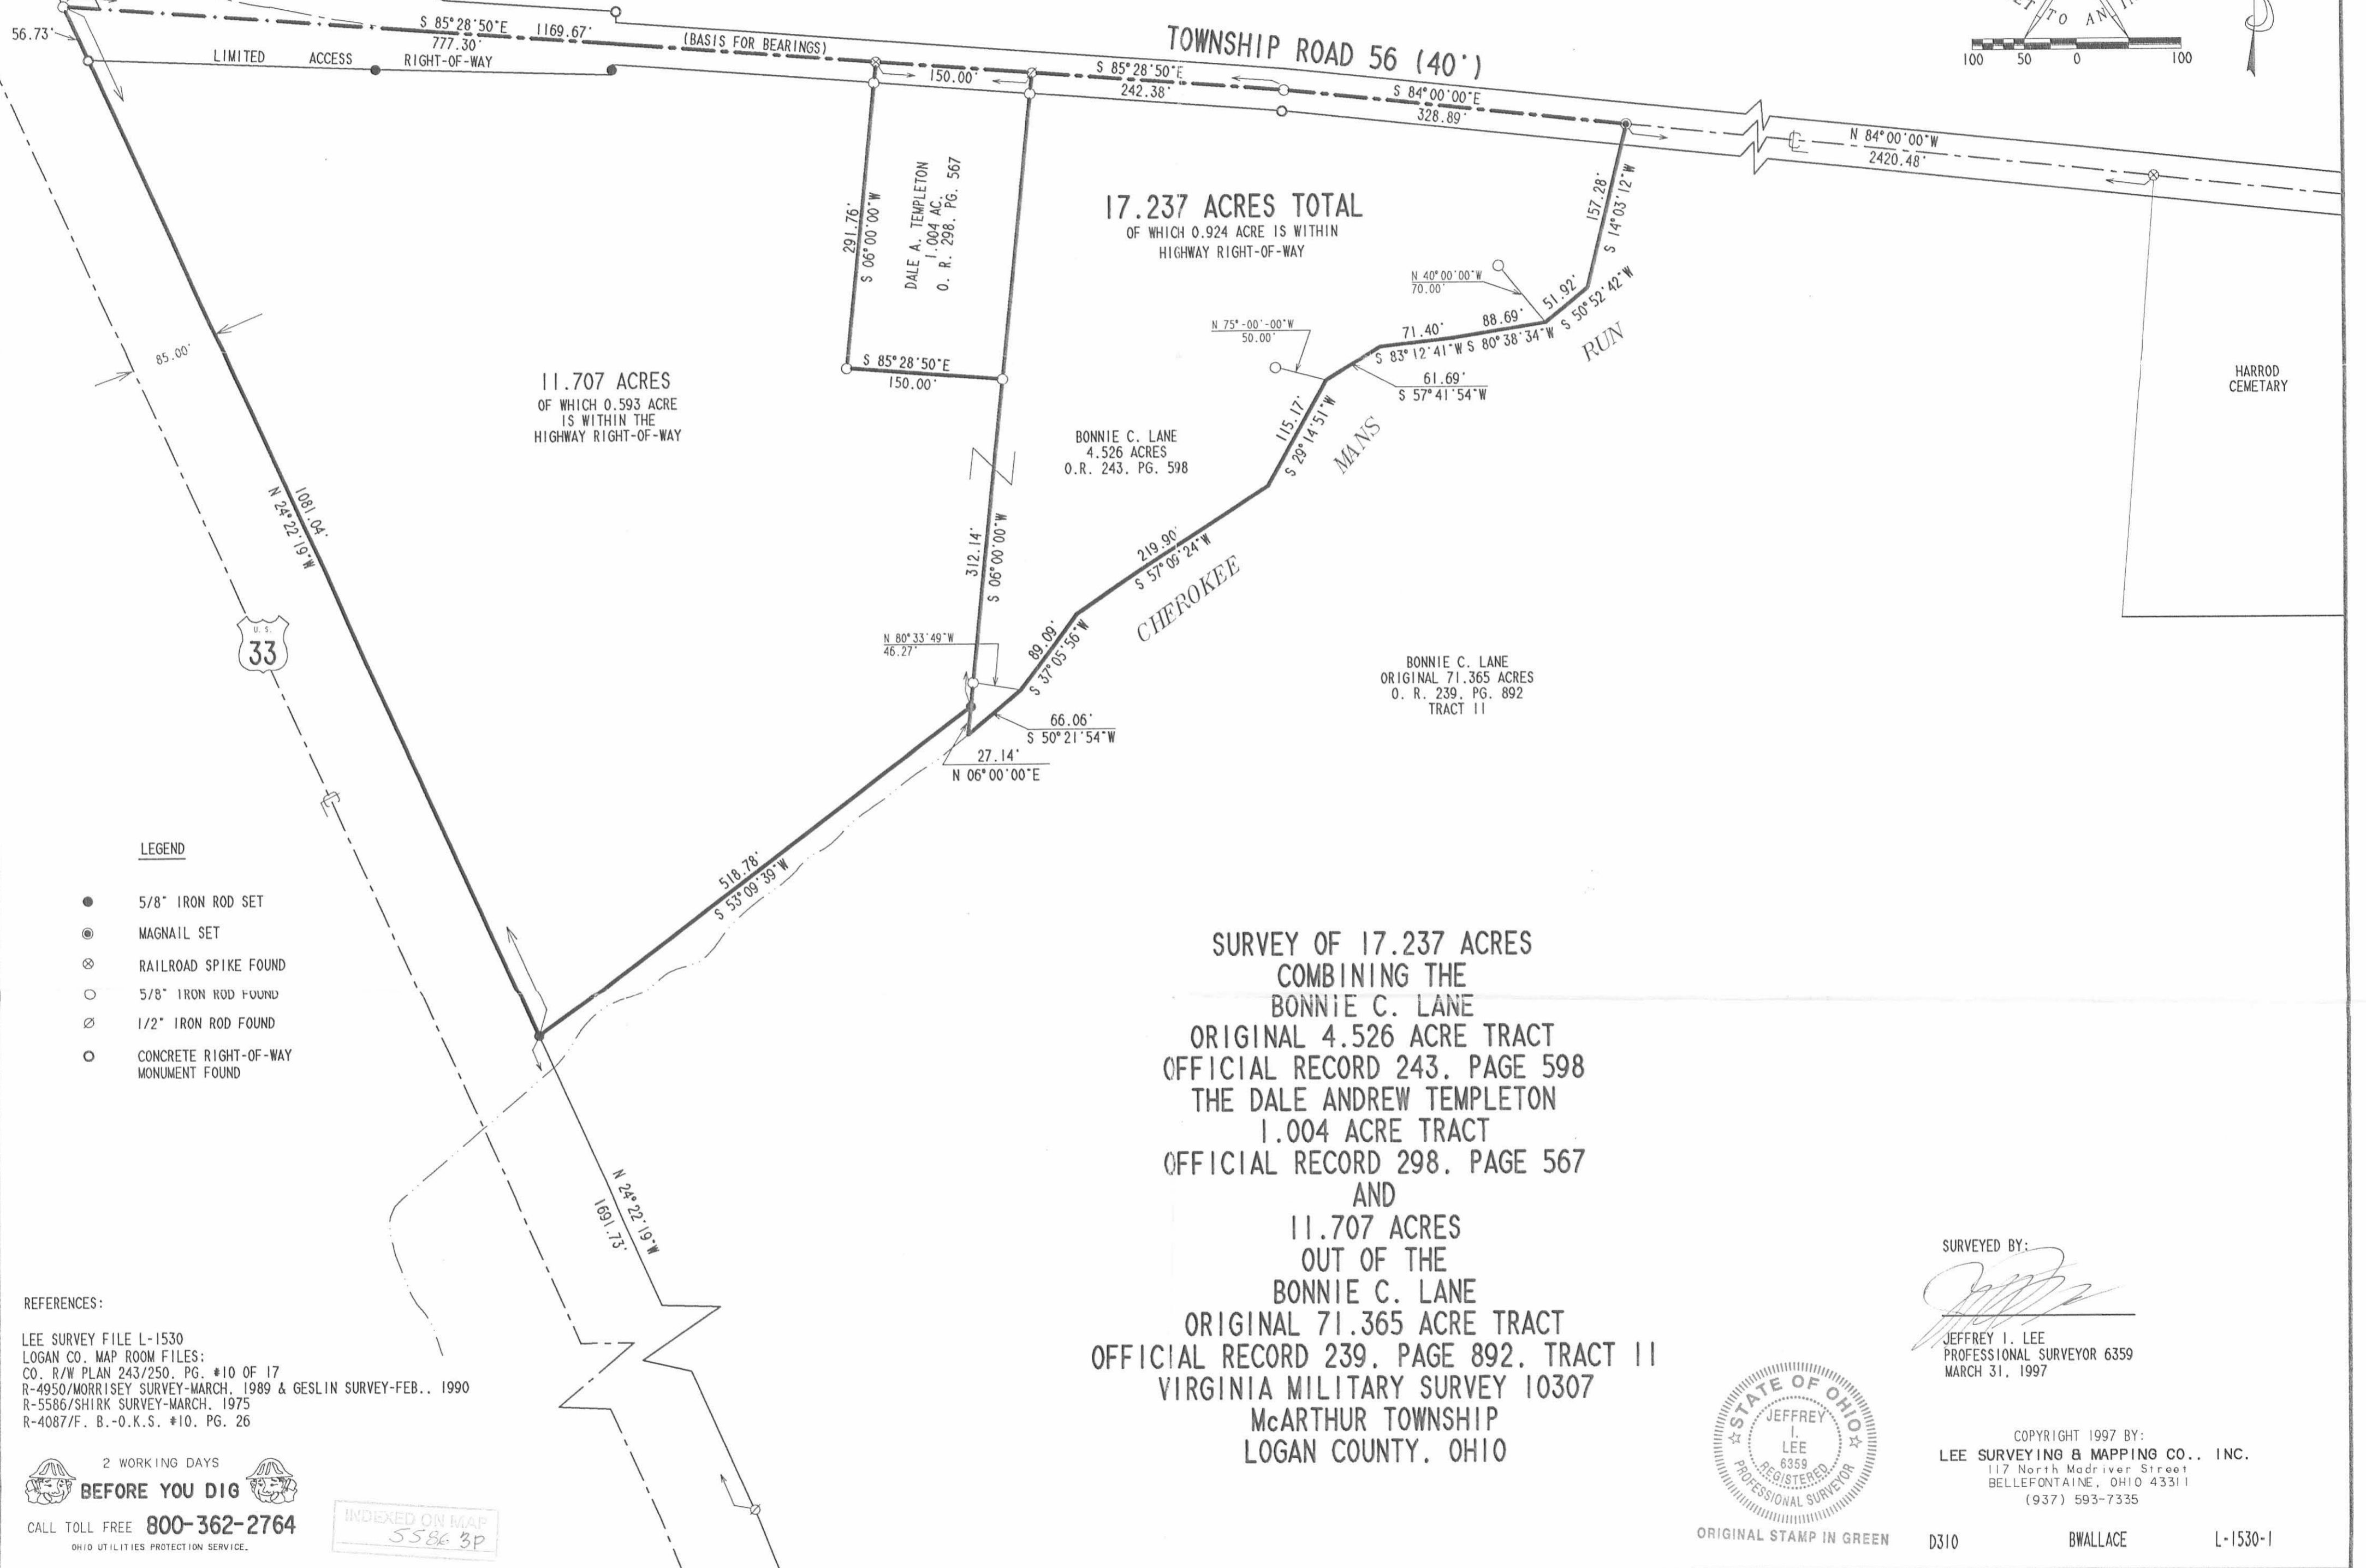 56.73'
S 85°28'50"E 1169.67'
777.30'
(BASIS FOR BEARINGS)
LIMITED ACCESS RIGHT-OF-WAY
150.00'
TOWNSHIP ROAD 56 (40')
S 85°28'50"E
242.38'
S 84°00'00"E
328.89'
N 84°00'00"W
2420.48'
TO AN
100 50 0 100
291.76'
S 06°00'00"W
DALE A. TEMPLETON
1.004 AC.
O. R. 298. PG. 567
S 85°28'50"E
150.00'
17.237 ACRES TOTAL
OF WHICH 0.924 ACRE IS WITHIN
HIGHWAY RIGHT-OF-WAY
157.28'
S 14°03'12"W
N 40°00'00"W
70.00'
51.92'
S 50°52'42"W
88.69'
S 80°38'34"W
71.40'
S 83°12'41"W
N 75°-00'-00"W
50.00'
61.69'
S 57°41'54"W
115.17'
S 29°14'51"W
CHEROKEE MANS RUN
HARROD
CEMETARY
85.00'
11.707 ACRES
OF WHICH 0.593 ACRE
IS WITHIN THE
HIGHWAY RIGHT-OF-WAY
BONNIE C. LANE
4.526 ACRES
O.R. 243. PG. 598
1081.04'
N 24°22'19"W
312.14'
S 06°00'00"W
219.90'
S 57°09'24"W
U.S.
33
N 80°33'49"W
46.27'
89.09'
S 37°05'56"W
66.06'
S 50°21'54"W
27.14'
N 06°00'00"E
BONNIE C. LANE
ORIGINAL 71.365 ACRES
O. R. 239. PG. 892
TRACT II
518.78'
S 53°09'39"W
LEGEND
5/8" IRON ROD SET
MAGNAIL SET
RAILROAD SPIKE FOUND
5/8" IRON ROD FOUND
1/2" IRON ROD FOUND
CONCRETE RIGHT-OF-WAY
MONUMENT FOUND
N 24°22'19"W
1691.73'
SURVEY OF 17.237 ACRES
COMBINING THE
BONNIE C. LANE
ORIGINAL 4.526 ACRE TRACT
OFFICIAL RECORD 243. PAGE 598
THE DALE ANDREW TEMPLETON
1.004 ACRE TRACT
OFFICIAL RECORD 298. PAGE 567
AND
11.707 ACRES
OUT OF THE
BONNIE C. LANE
ORIGINAL 71.365 ACRE TRACT
OFFICIAL RECORD 239. PAGE 892. TRACT II
VIRGINIA MILITARY SURVEY 10307
McARTHUR TOWNSHIP
LOGAN COUNTY. OHIO
REFERENCES:
LEE SURVEY FILE L-1530
LOGAN CO. MAP ROOM FILES:
CO. R/W PLAN 243/250. PG. #10 OF 17
R-4950/MORRISEY SURVEY-MARCH. 1989 & GESLIN SURVEY-FEB.. 1990
R-5586/SHIRK SURVEY-MARCH. 1975
R-4087/F. B.-O.K.S. #10. PG. 26
2 WORKING DAYS
BEFORE YOU DIG
CALL TOLL FREE 800-362-2764
OHIO UTILITIES PROTECTION SERVICE.
INDEXED ON MAP
5586 3P
SURVEYED BY:
JEFFREY I. LEE
PROFESSIONAL SURVEYOR 6359
MARCH 31, 1997
STATE OF OHIO
JEFFREY
I.
LEE
6359
REGISTERED
PROFESSIONAL SURVEYOR
ORIGINAL STAMP IN GREEN
COPYRIGHT 1997 BY:
LEE SURVEYING & MAPPING CO.. INC.
117 North Madriver Street
BELLEFONTAINE, OHIO 43311
(937) 593-7335
D310 BWALLACE L-1530-1